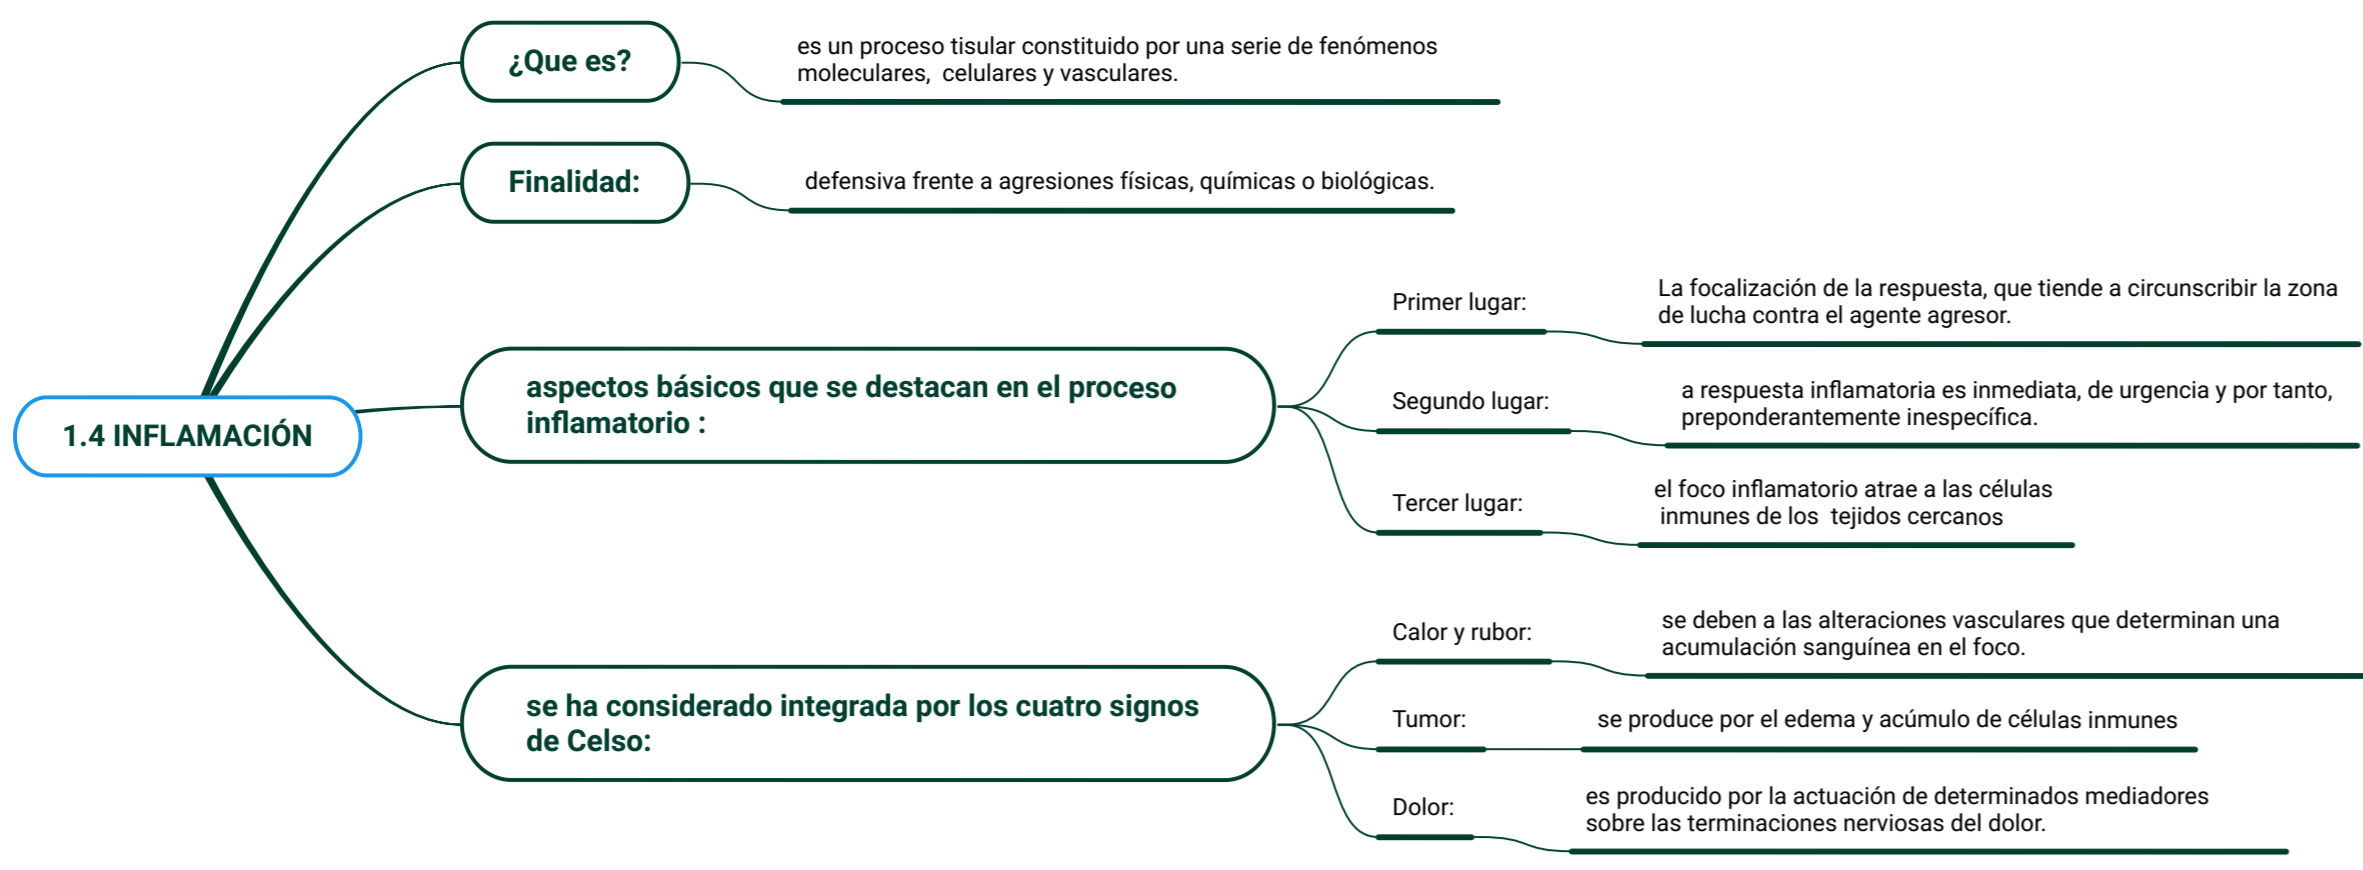 ¿Que es?
es un proceso tisular constituido por una serie de fenómenos
moleculares, celulares y vasculares.
Finalidad:
defensiva frente a agresiones físicas, químicas o biológicas.
1.4 INFLAMACIÓN
aspectos básicos que se destacan en el proceso
inflamatorio :
Primer lugar:
La focalización de la respuesta, que tiende a circunscribir la zona
de lucha contra el agente agresor.
Segundo lugar:
a respuesta inflamatoria es inmediata, de urgencia y por tanto,
preponderantemente inespecífica.
Tercer lugar:
el foco inflamatorio atrae a las células
inmunes de los tejidos cercanos
se ha considerado integrada por los cuatro signos
de Celso:
Calor y rubor:
se deben a las alteraciones vasculares que determinan una
acumulación sanguínea en el foco.
Tumor:
se produce por el edema y acúmulo de células inmunes
Dolor:
es producido por la actuación de determinados mediadores
sobre las terminaciones nerviosas del dolor.